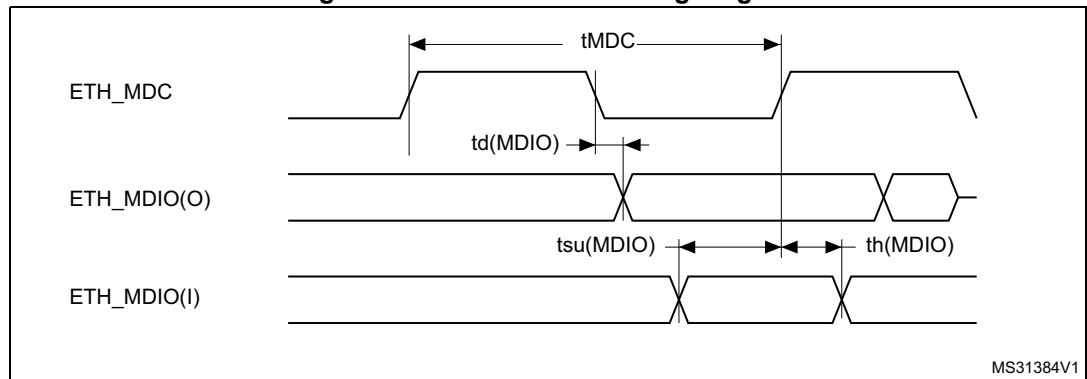 tMDC
ETH_MDC
td(MDIO)
ETH_MDIO(O)
tsu(MDIO)
th(MDIO)
ETH_MDIO(I)
MS31384V1